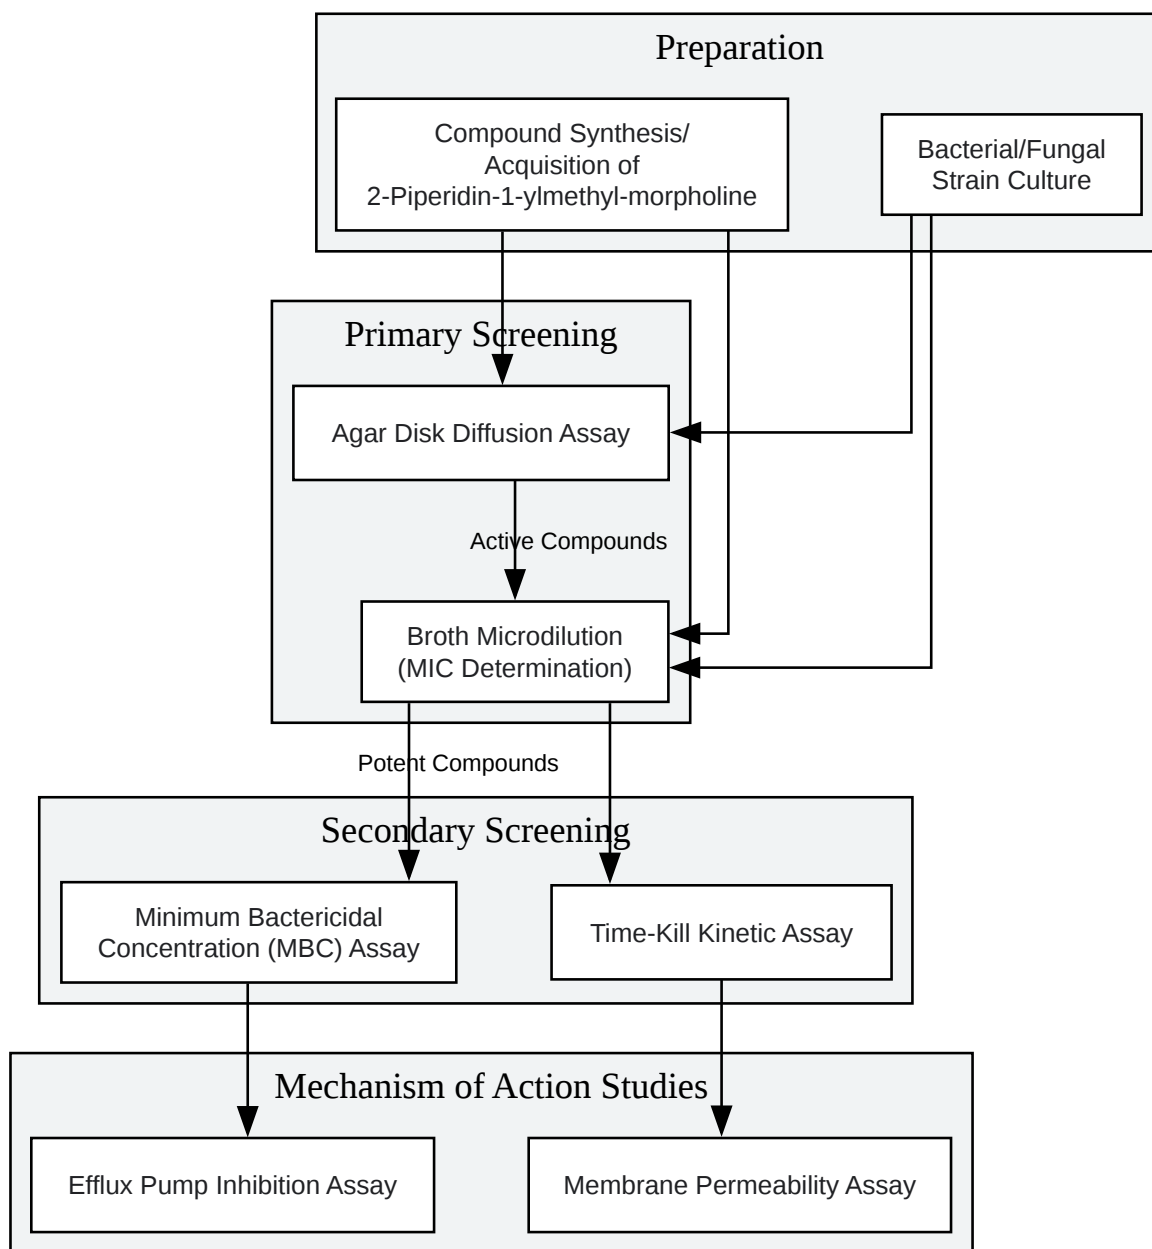 Preparation
Compound Synthesis/
Acquisition of
2-Piperidin-1-ylmethyl-morpholine
Bacterial/Fungal
Strain Culture
Primary Screening
Agar Disk Diffusion Assay
Active Compounds
Broth Microdilution
(MIC Determination)
Potent Compounds
Secondary Screening
Minimum Bactericidal
Concentration (MBC) Assay
Time-Kill Kinetic Assay
Mechanism of Action Studies
Efflux Pump Inhibition Assay
Membrane Permeability Assay